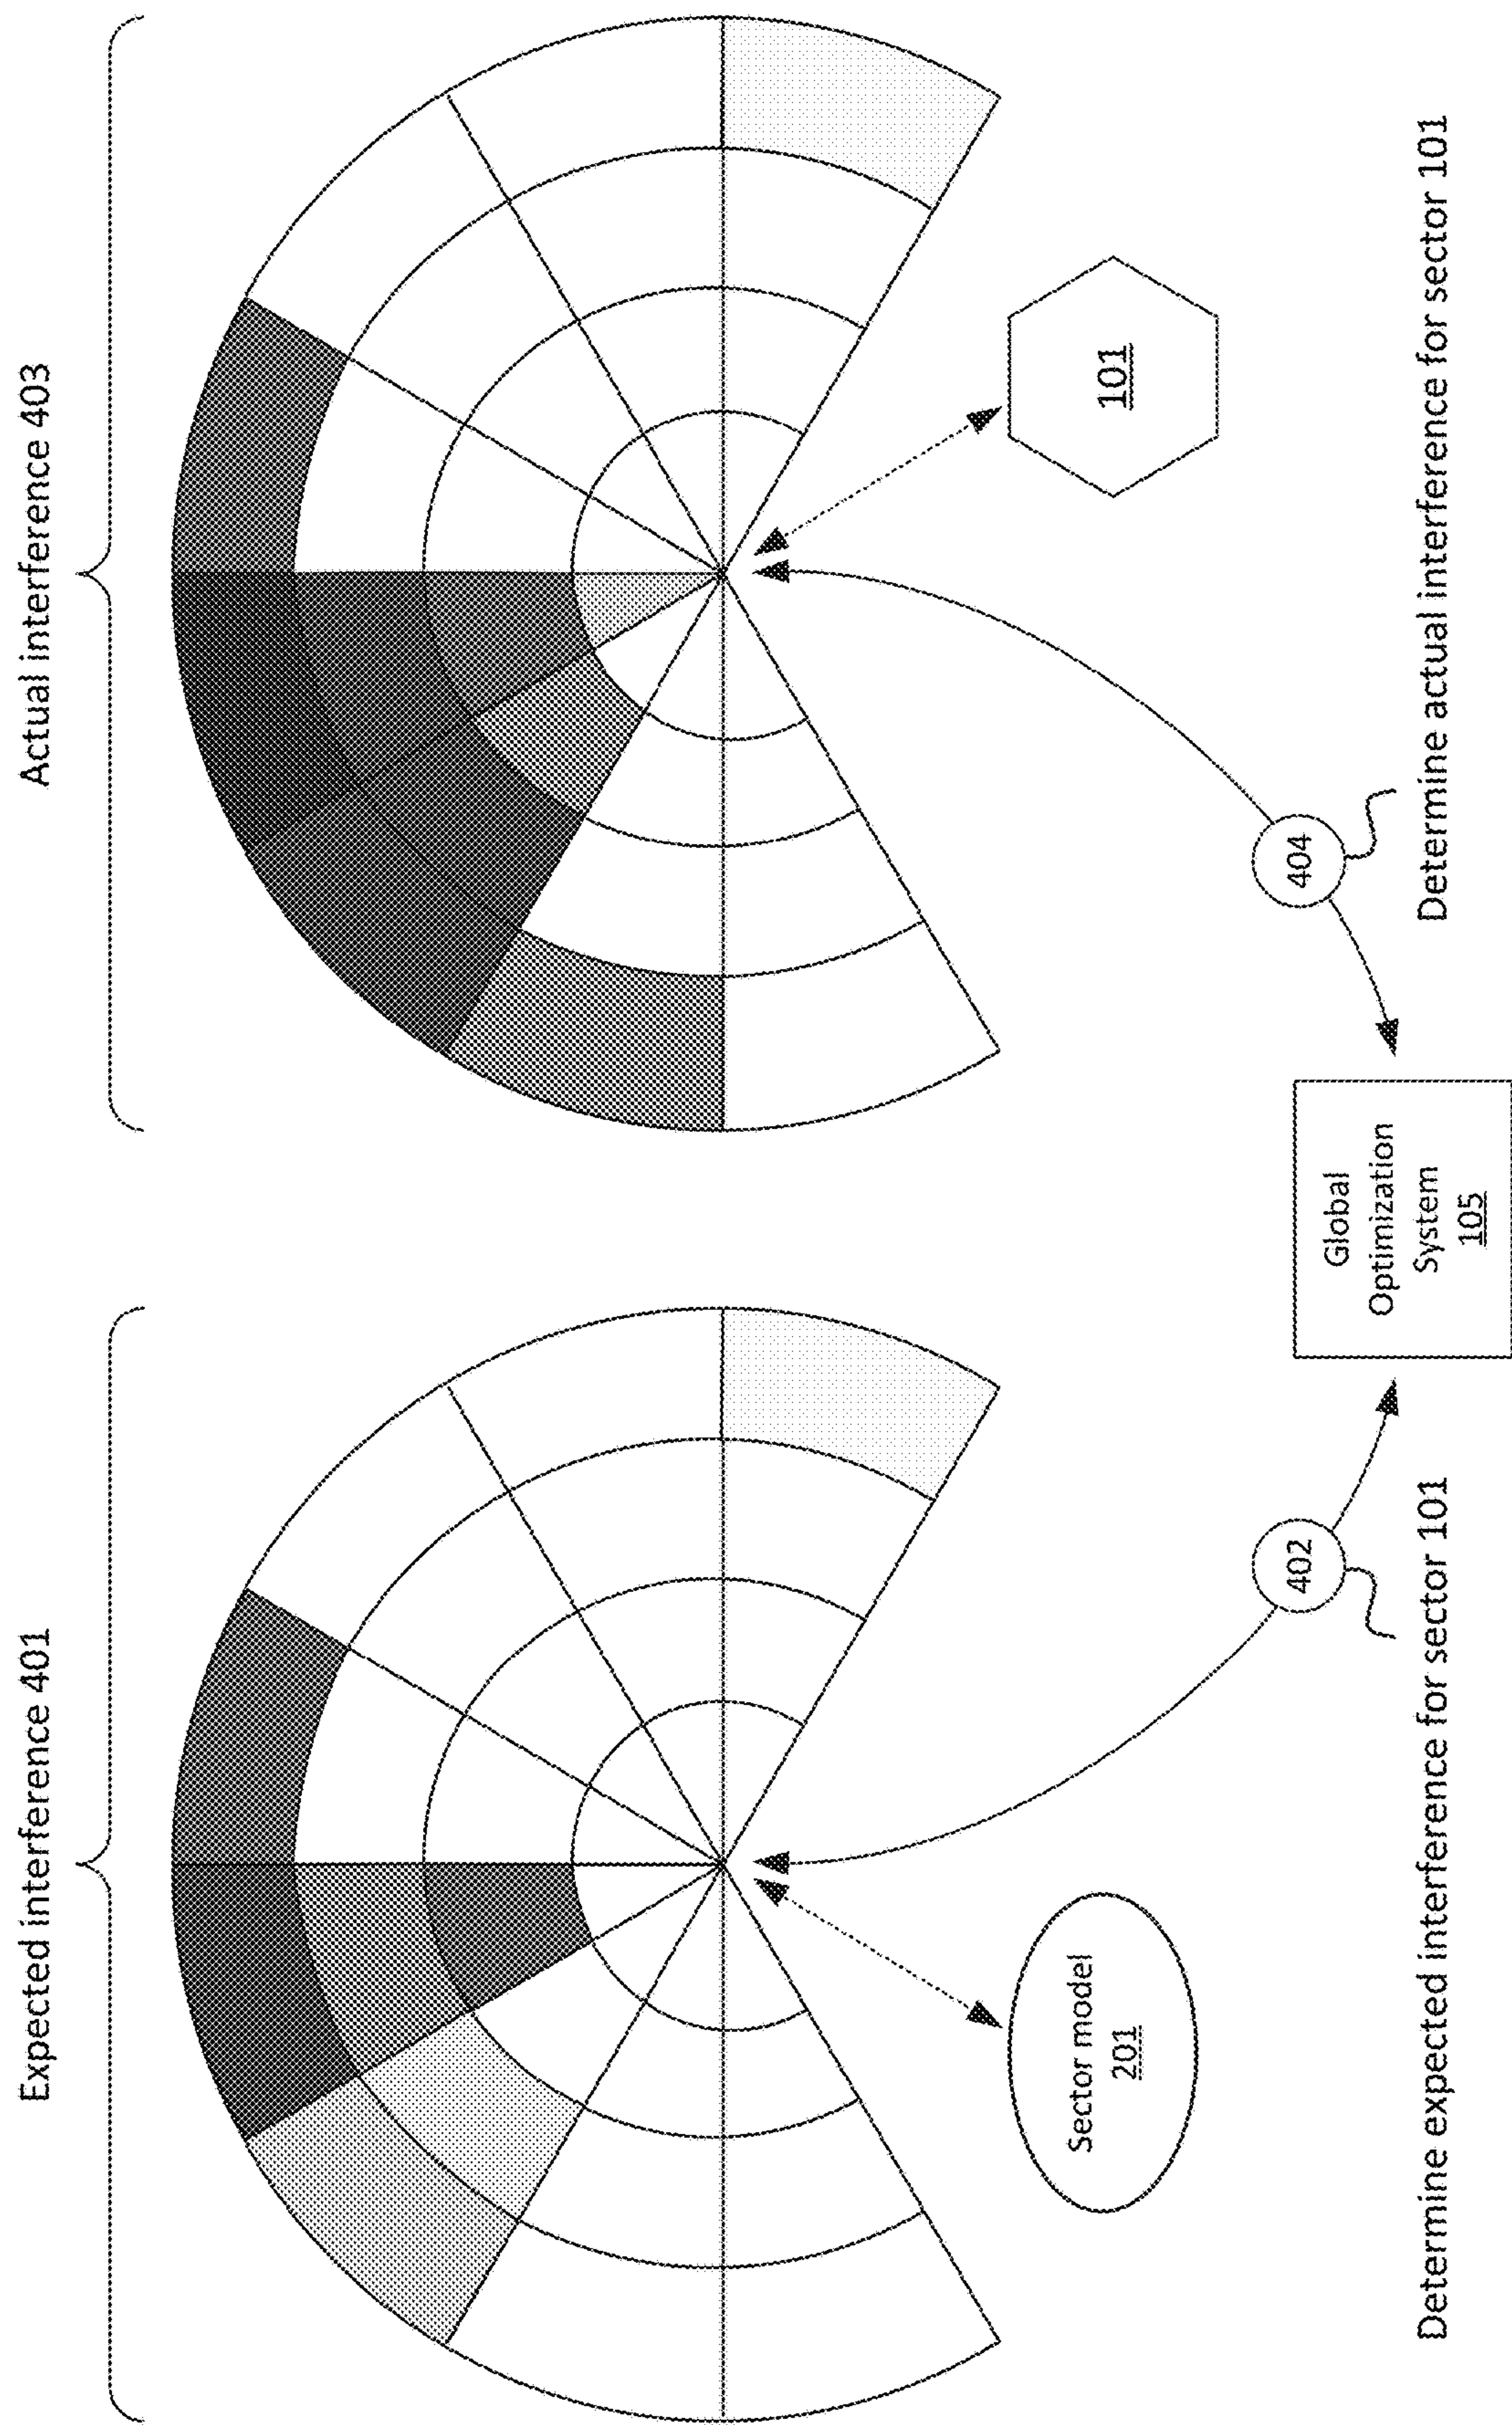 Expected interference 401
Actual interference 403
Sector model
201
101
402
404
Global
Optimization
System
105
Determine expected interference for sector 101
Determine actual interference for sector 101